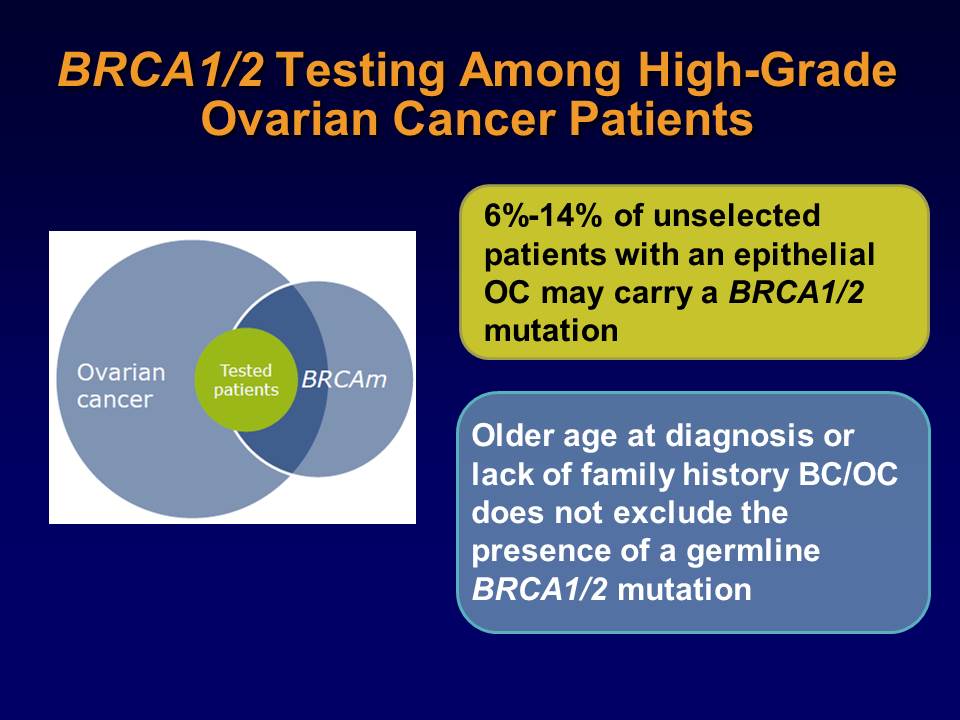 BRCA1/2 Testing Among High-Grade
Ovarian Cancer Patients
6%-14% of unselected
patients with an epithelial
OC may carry a BRCA1/2
mutation
Ovarian
cancer
Tested
patients
BRCAm
Older age at diagnosis or
lack of family history BC/OC
does not exclude the
presence of a germline
BRCA1/2 mutation